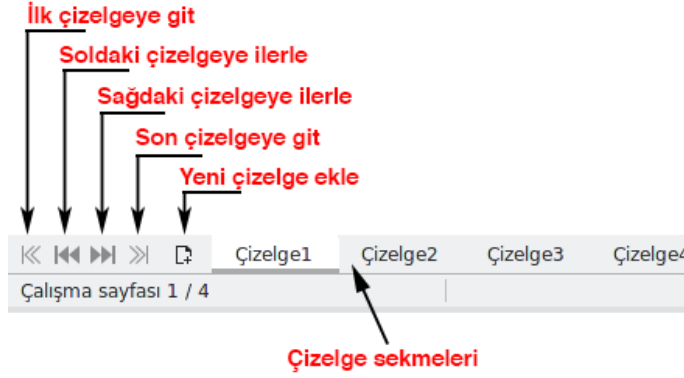 İlk çizelgeye git
Soldaki çizelgeye ilerle
Sağdaki çizelgeye ilerle
Son çizelgeye git
Yeni çizelge ekle
Çizelge1 Çizelge2 Çizelge3 Çizelge4
Çalışma sayfası 1 / 4
Çizelge sekmeleri